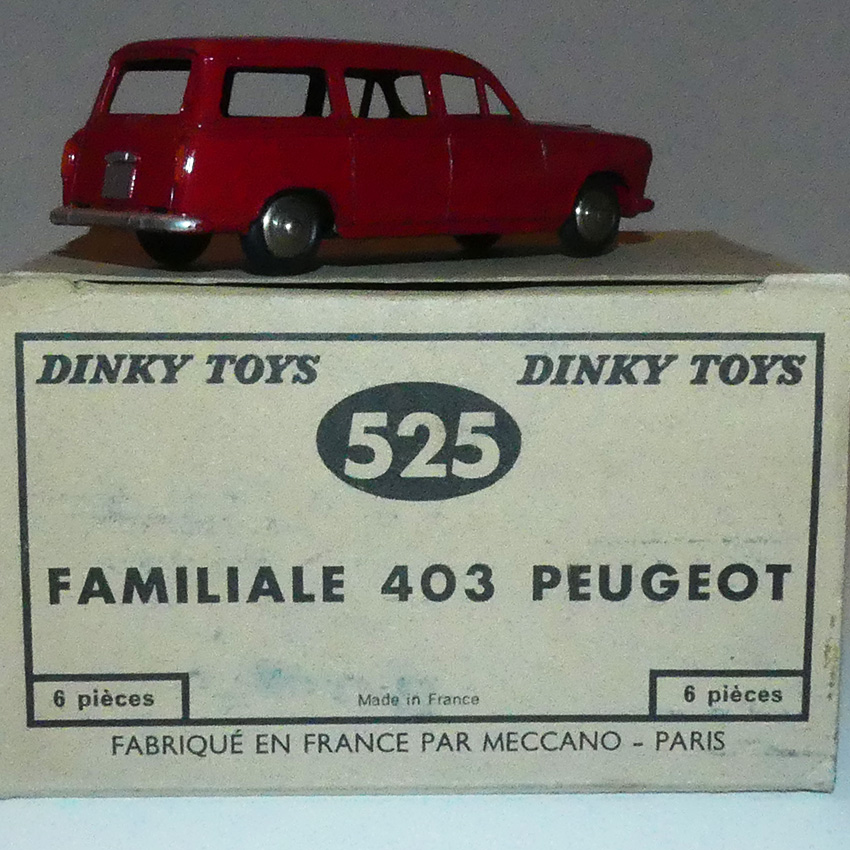 DINKY TOYS DINKY TOYS
525
FAMILIALE 403 PEUGEOT
6 pièces Made in France 6 pièces
FABRIQUÉ EN FRANCE PAR MECCANO - PARIS